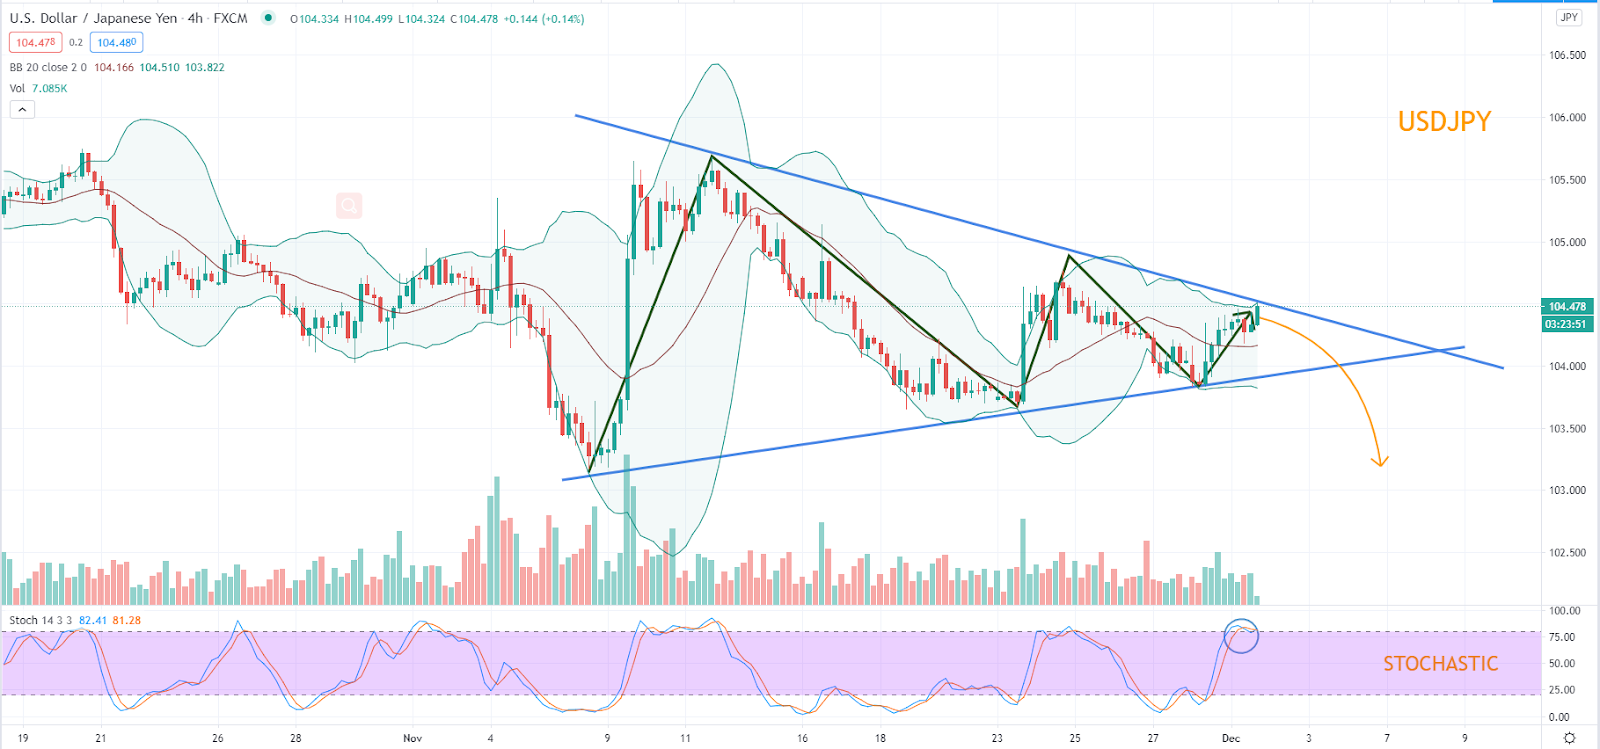 U.S. Dollar / Japanese Yen · 4h · FXCM O104.334 H104.499 L104.324 C104.478 +0.144 (+0.14%)
JPY
104.478 0.2 104.480
BB 20 close 2 0 104.166 104.510 103.822
Vol 7.085K
USDJPY
106.500
106.000
105.500
105.000
104.478
03:23:51
104.000
103.500
103.000
102.500
Stoch 14 3 3 82.41 81.28
STOCHASTIC
100.00
75.00
50.00
25.00
0.00
19 21 26 28 Nov 4 9 11 16 18 23 25 27 Dec 3 7 9